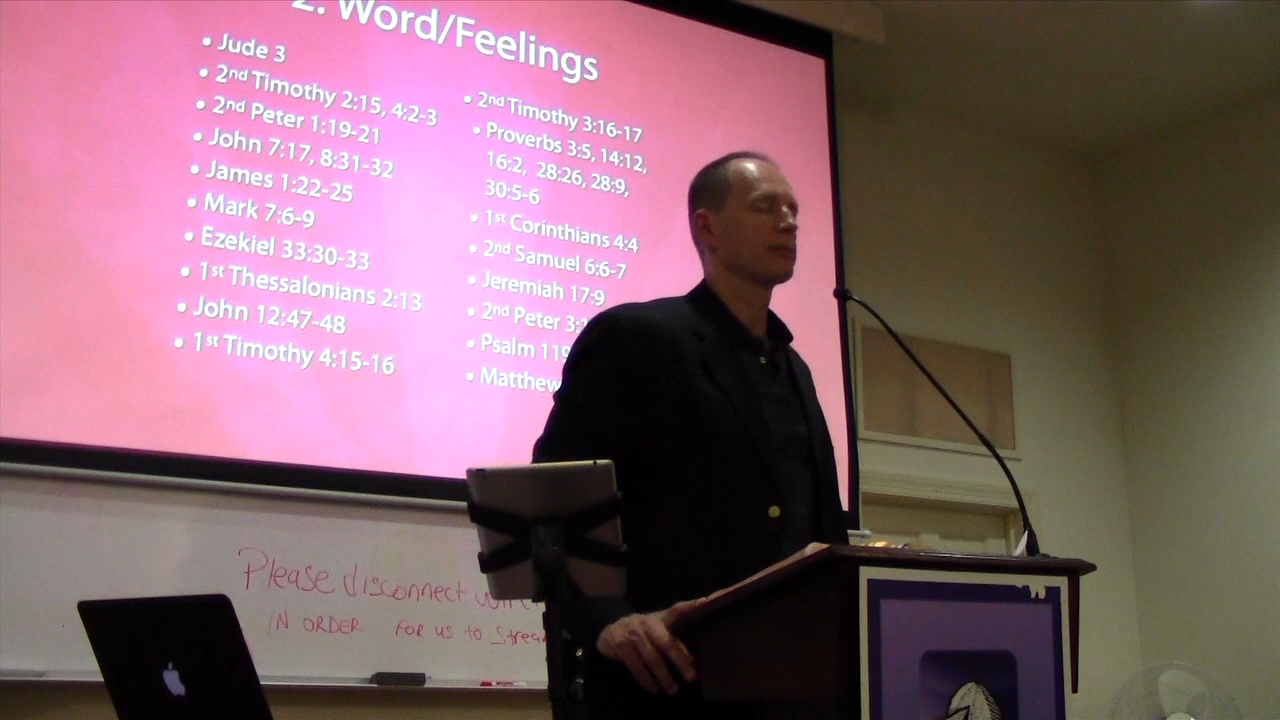 2. Word/Feelings
• Jude 3
• 2nd Timothy 2:15, 4:2-3
• 2nd Peter 1:19-21
• John 7:17, 8:31-32
• James 1:22-25
• Mark 7:6-9
• Ezekiel 33:30-33
• 1st Thessalonians 2:13
• John 12:47-48
• 1st Timothy 4:15-16
• 2nd Timothy 3:16-17
• Proverbs 3:5, 14:12,
16:2, 28:26, 28:9,
30:5-6
• 1st Corinthians 4:4
• 2nd Samuel 6:6-7
• Jeremiah 17:9
• 2nd Peter 3:
• Psalm 119
• Matthew
Please disconnect
IN ORDER FOR US TO